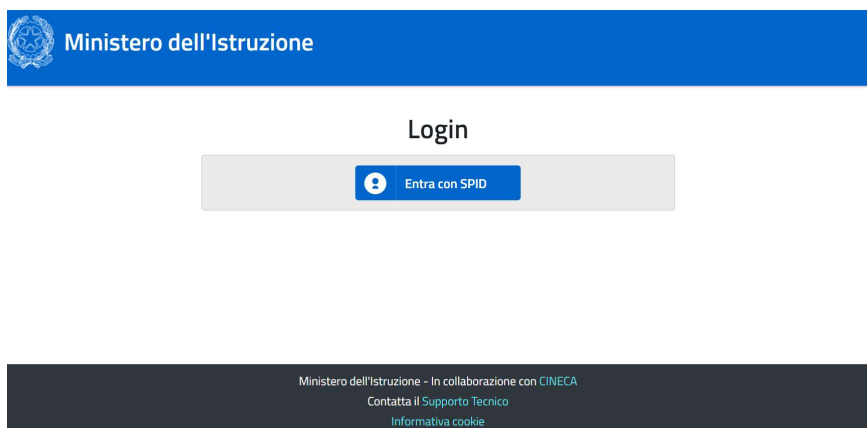 Ministero dell'Istruzione
Login
Entra con SPID
Ministero dell'Istruzione - In collaborazione con CINECA
Contatta il Supporto Tecnico
Informativa cookie